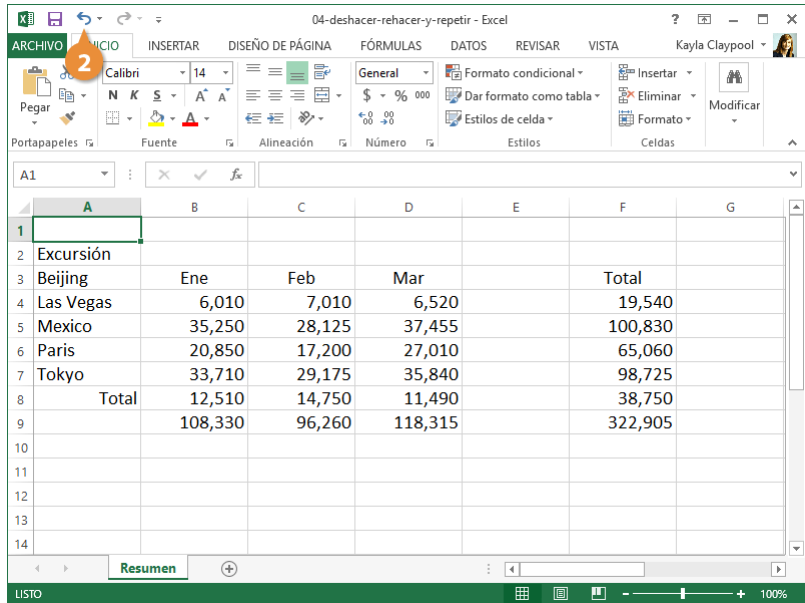 04-deshacer-rehacer-y-repetir - Excel ?
ARCHIVO INICIO INSERTAR DISEÑO DE PÁGINA FÓRMULAS DATOS REVISAR VISTA Kayla Claypool
2
Pegar
Calibri 14
N K S A A
A
General
$ % 000
Formato condicional
Dar formato como tabla
Estilos de celda
Insertar
Eliminar
Formato
Modificar
Portapapeles Fuente Alineación Número Estilos Celdas
A1 fx
A B C D E F G
1
2 Excursión
3 Beijing Ene Feb Mar Total
4 Las Vegas 6,010 7,010 6,520 19,540
5 Mexico 35,250 28,125 37,455 100,830
6 Paris 20,850 17,200 27,010 65,060
7 Tokyo 33,710 29,175 35,840 98,725
8 Total 12,510 14,750 11,490 38,750
9 108,330 96,260 118,315 322,905
10
11
12
13
14
Resumen
LISTO 100%